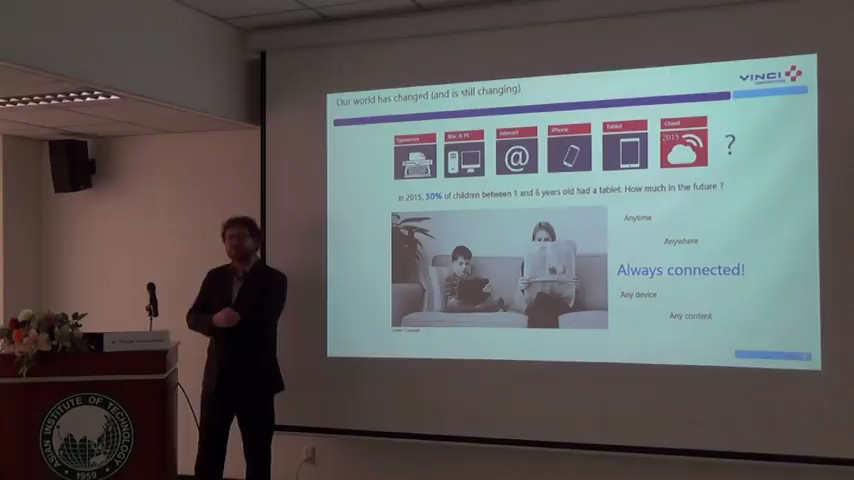 Our world has changed (and is still changing)
VINCI
Typewriter
Mac & PC
Internet
iPhone
Tablet
Cloud
2015
?
In 2015, 30% of children between 1 and 6 years old had a tablet. How much in the future ?
Anytime
Anywhere
Always connected!
Any device
Any content
ASIAN INSTITUTE OF TECHNOLOGY
1959